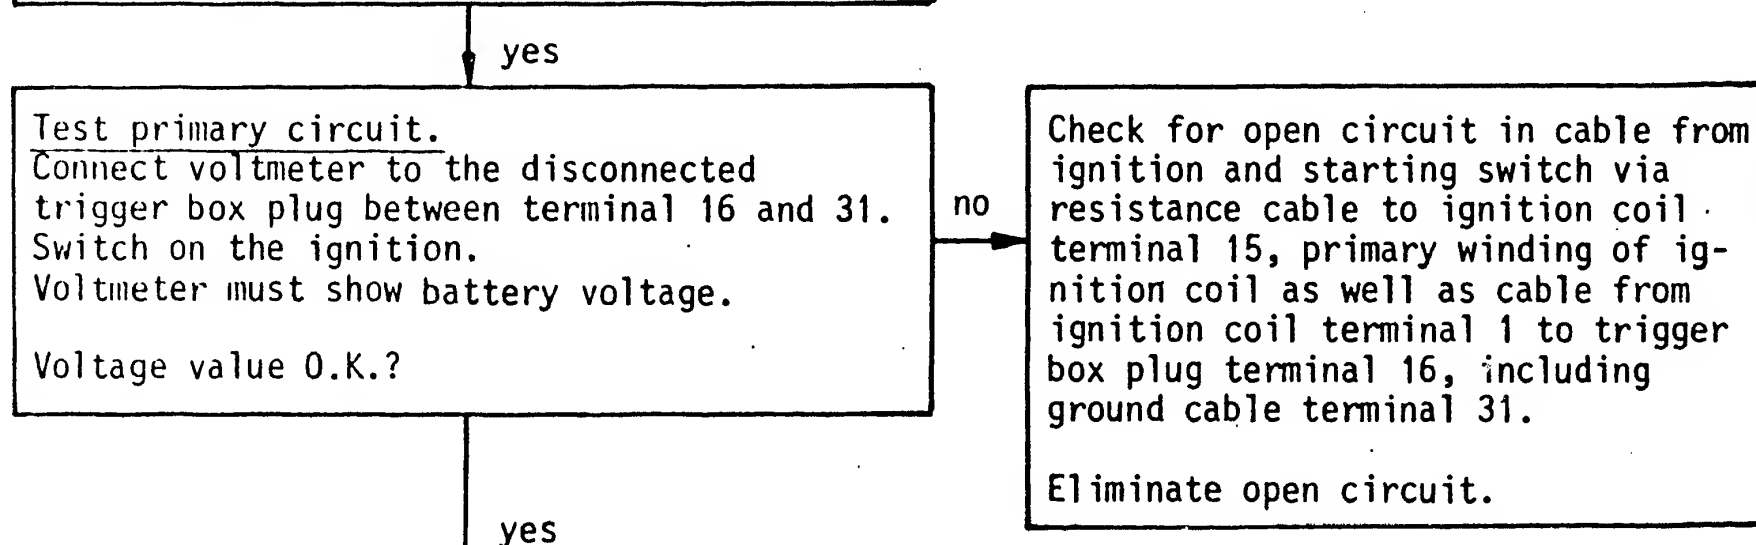 yes
Test primary circuit.
Connect voltmeter to the disconnected
trigger box plug between terminal 16 and 31.
Switch on the ignition.
Voltmeter must show battery voltage.
Voltage value O.K.?
no
Check for open circuit in cable from
ignition and starting switch via
resistance cable to ignition coil
terminal 15, primary winding of ig-
nition coil as well as cable from
ignition coil terminal 1 to trigger
box plug terminal 16, including
ground cable terminal 31.
Eliminate open circuit.
yes